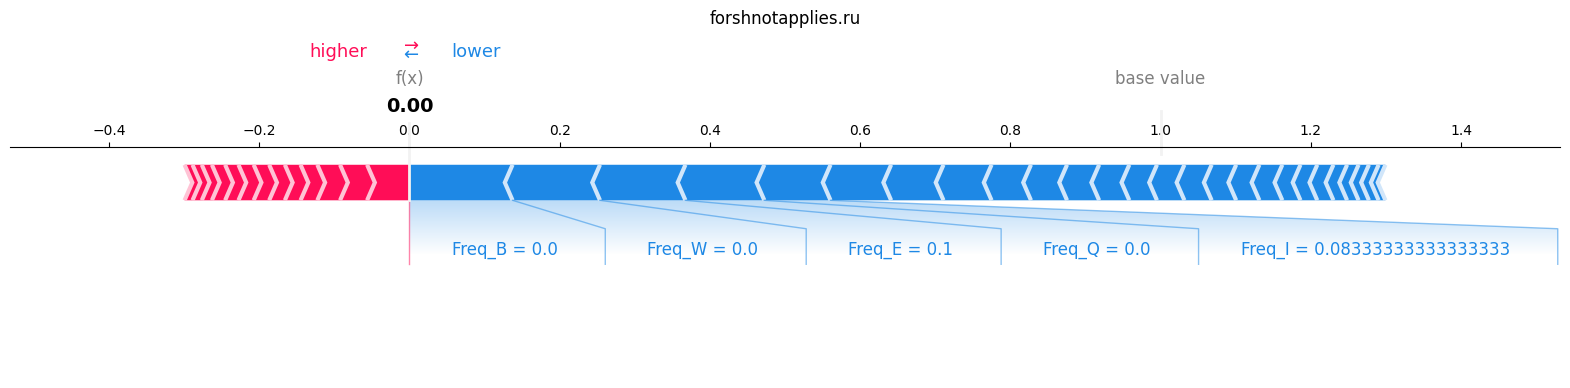 forshnotapplies.ru
higher ⇄ lower
f(x) base value
0.00
−0.4 −0.2 0.0 0.2 0.4 0.6 0.8 1.0 1.2 1.4
Freq_B = 0.0 Freq_W = 0.0 Freq_E = 0.1 Freq_Q = 0.0 Freq_I = 0.08333333333333333